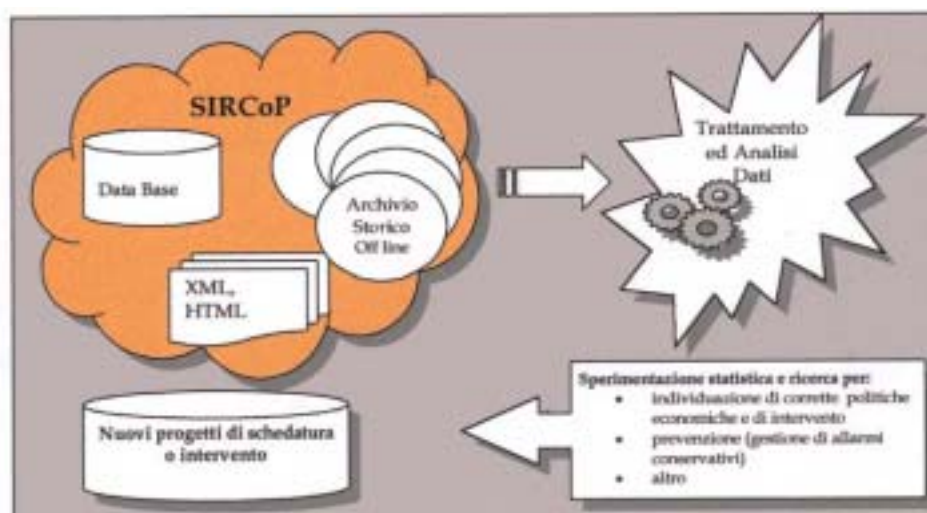 SIRCoP
Data Base
Archivio
Storico
Off line
XML,
HTML
Trattamento
ed Analisi
Dati
Sperimentazione statistica e ricerca per:
• individuazione di corrette politiche
economiche e di intervento
• prevenzione (gestione di allarmi
conservativi)
• altro
Nuovi progetti di schedatura
o intervento